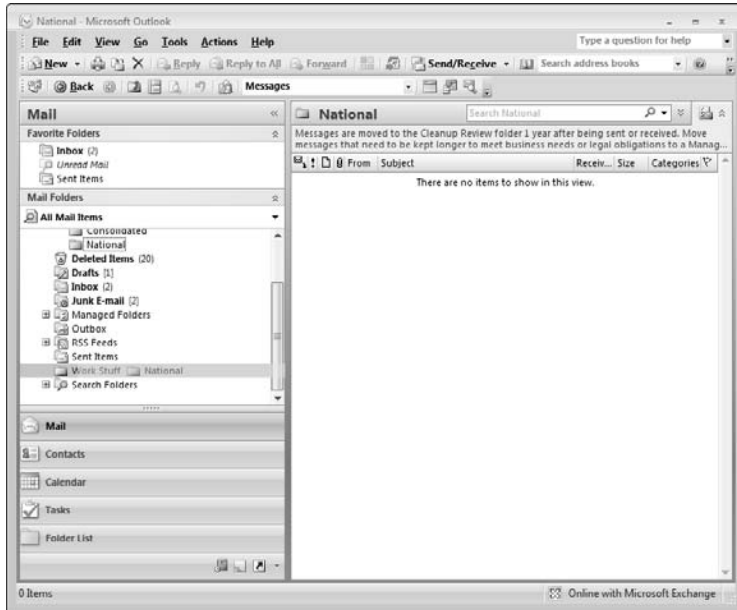 National - Microsoft Outlook
File Edit View Go Tools Actions Help
Type a question for help
New Reply Reply to All Forward Send/Receive Search address books
Back Messages
Mail
Favorite Folders
Inbox (2)
Unread Mail
Sent Items
Mail Folders
All Mail Items
Consolidated
National
Deleted Items (20)
Drafts [1]
Inbox (2)
Junk E-mail [2]
Managed Folders
Outbox
RSS Feeds
Sent Items
Work Stuff National
Search Folders
Mail
Contacts
Calendar
Tasks
Folder List
National
Search National
Messages are moved to the Cleanup Review folder 1 year after being sent or received. Move
messages that need to be kept longer to meet business needs or legal obligations to a Manag...
From Subject Receiv... Size Categories
There are no items to show in this view.
0 Items
Online with Microsoft Exchange